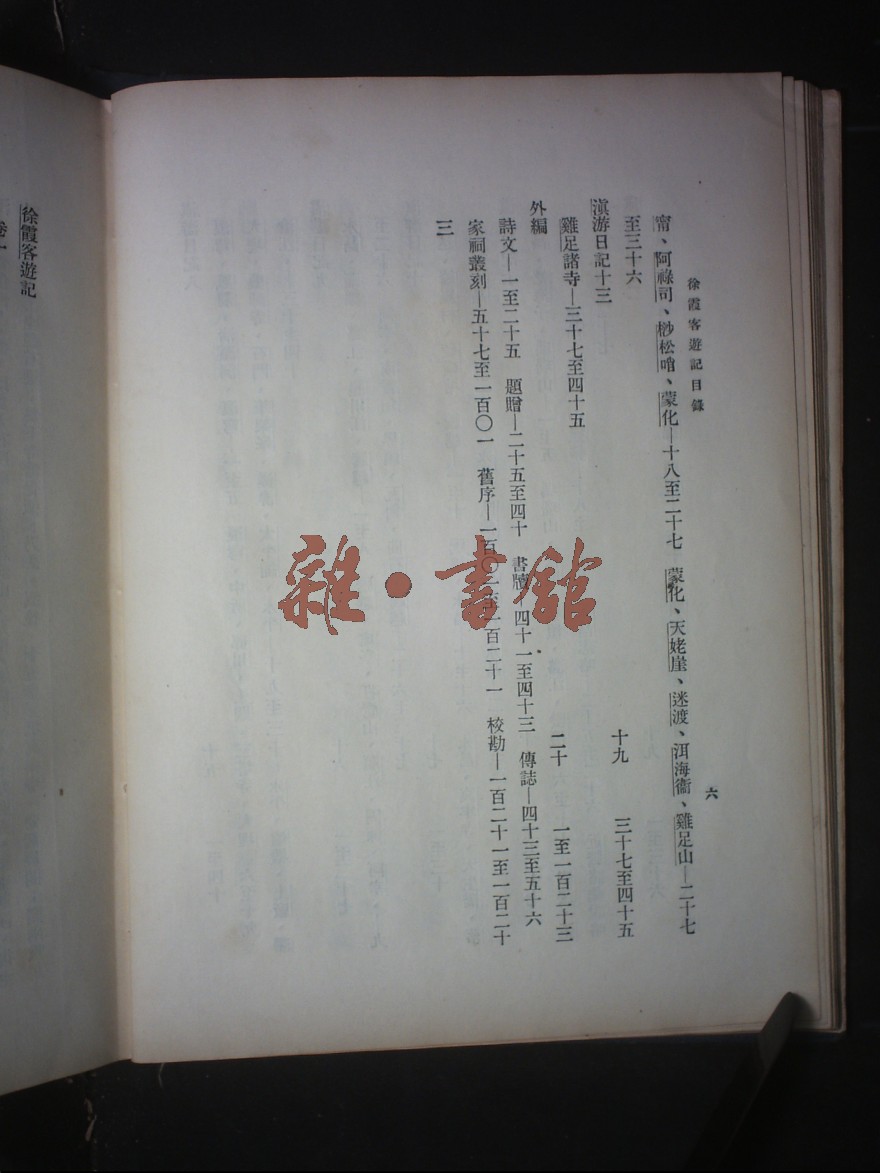 徐霞客遊記目錄
六
甯、阿祿司、桫松哨、蒙化—十八至二十七　蒙化、天姥崖、迷渡、洱海衞、雞足山—二十七
至三十六
滇游日記十三　十九　三十七至四十五
雞足諸寺—三十七至四十五
外編　二十　一至一百二十三
詩文—一至二十五　題贈—二十五至四十　書牘—四十一至四十三　傳誌—四十三至五十六
家祠叢刻—五十七至一百〇一　舊序—一百〇一至一百二十一　校勘—一百二十一至一百二十
三
徐霞客遊記
卷一
雜·書館